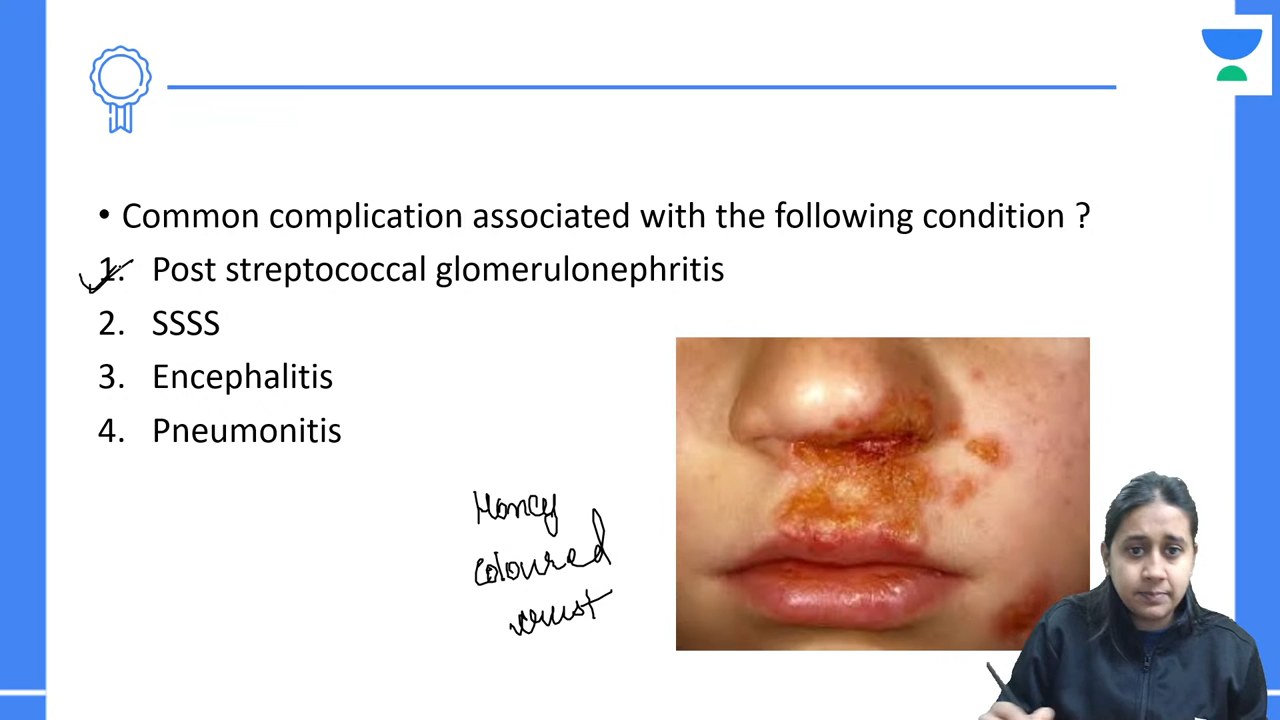 • Common complication associated with the following condition ?
1. Post streptococcal glomerulonephritis
2. SSSS
3. Encephalitis
4. Pneumonitis
Honey
coloured
crust